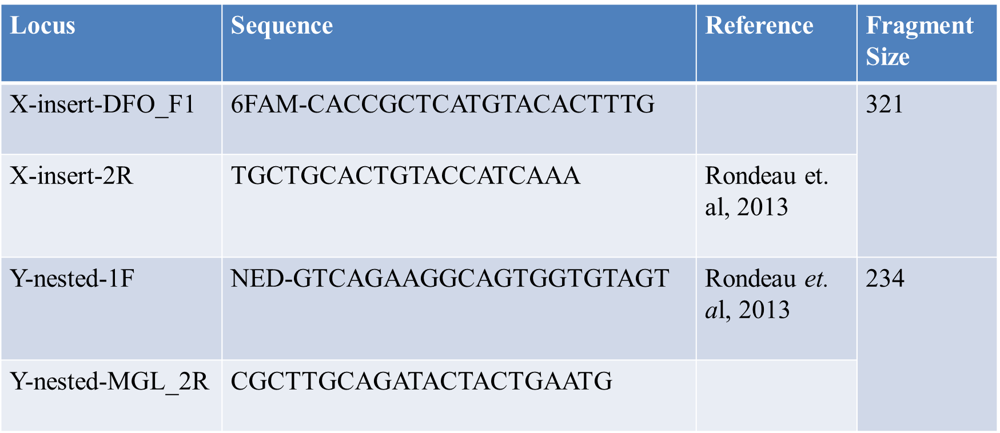 Locus Sequence Reference Fragment
Size
X-insert-DFO_F1 6FAM-CACCGCTCATGTACACTTTG 321
X-insert-2R TGCTGCACTGTACCATCAAA Rondeau et.
al, 2013
Y-nested-1F NED-GTCAGAAGGCAGTGGTGTAGT Rondeau et. 234
al, 2013
Y-nested-MGL_2R CGCTTGCAGATACTACTGAATG